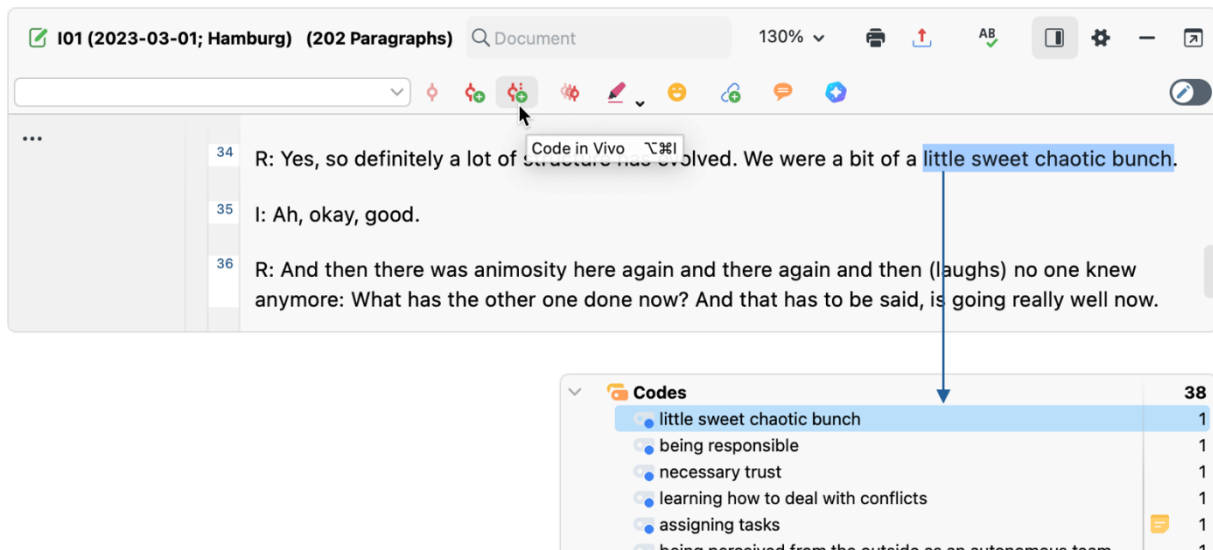 I01 (2023-03-01; Hamburg) (202 Paragraphs) Document 130% AB
Code in Vivo ⌥⌘I
34 R: Yes, so definitely a lot of structure has evolved. We were a bit of a little sweet chaotic bunch.
35 I: Ah, okay, good.
36 R: And then there was animosity here again and there again and then (laughs) no one knew
anymore: What has the other one done now? And that has to be said, is going really well now.
Codes 38
little sweet chaotic bunch 1
being responsible 1
necessary trust 1
learning how to deal with conflicts 1
assigning tasks 1
being perceived from the outside as an autonomous team 1